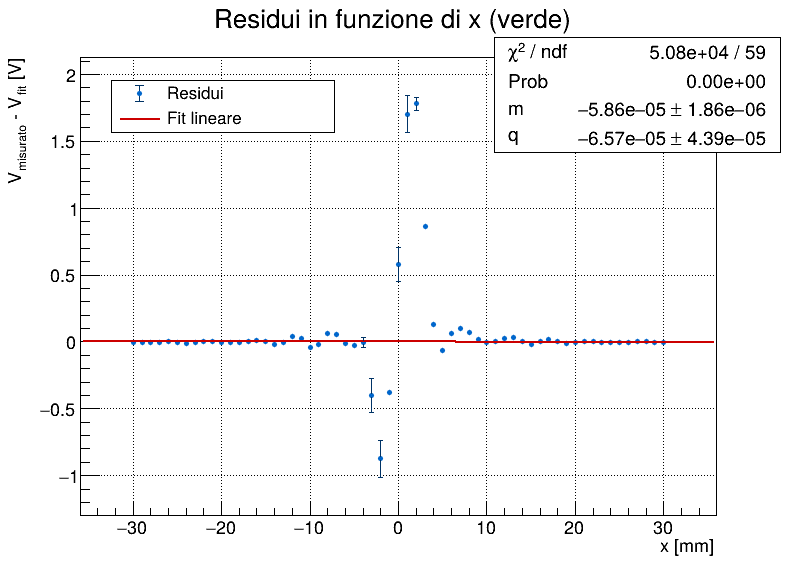 Residui in funzione di x (verde)
χ² / ndf 5.08e+04 / 59
Prob 0.00e+00
m −5.86e−05 ± 1.86e−06
q −6.57e−05 ± 4.39e−05
Residui
Fit lineare
V misurato - V fit [V]
2
1.5
1
0.5
0
−0.5
−1
−30 −20 −10 0 10 20 30
x [mm]